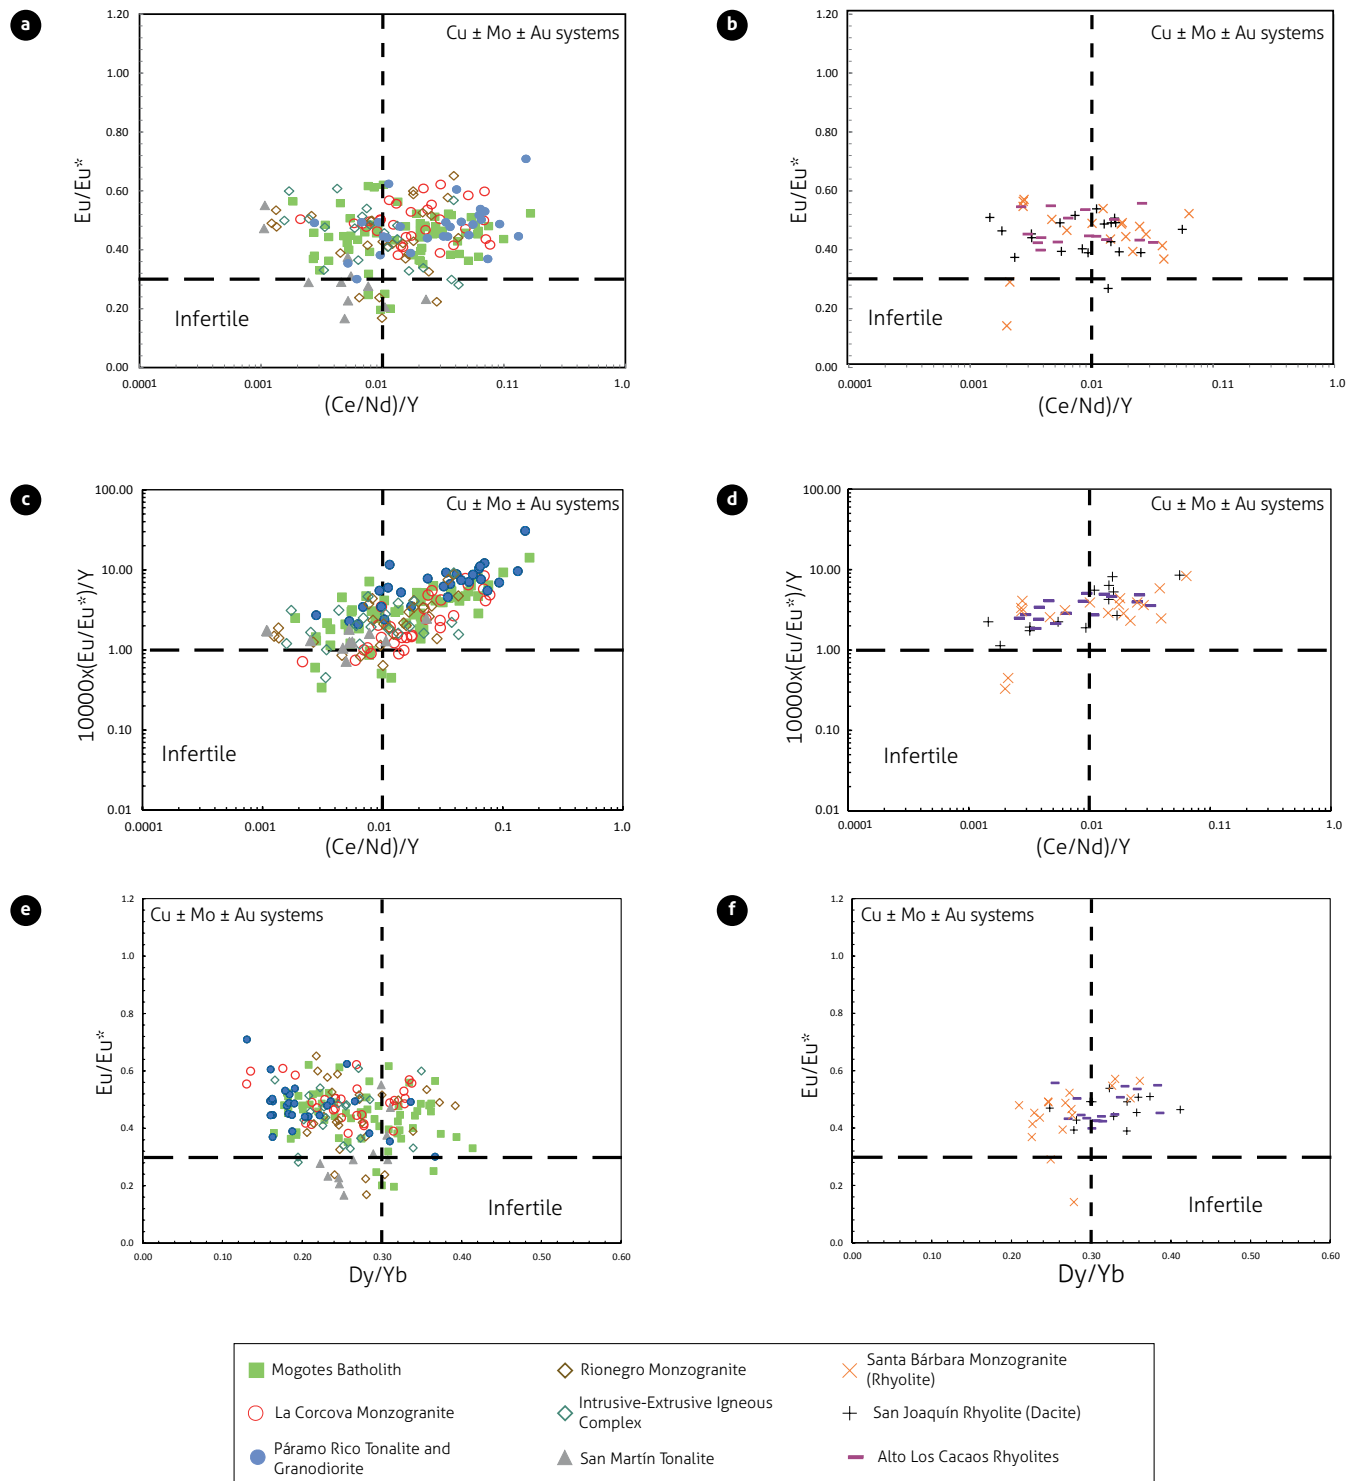 a
1.20
Cu ± Mo ± Au systems
1.00
0.80
Eu/Eu*
0.60
0.40
0.20
Infertile
0.00
0.0001
0.001
0.01
0.11
1.0
(Ce/Nd)/Y
b
1.20
Cu ± Mo ± Au systems
1.00
0.80
Eu/Eu*
0.60
0.40
0.20
Infertile
0.00
0.0001
0.001
0.01
0.11
1.0
(Ce/Nd)/Y
c
100.00
Cu ± Mo ± Au systems
10.00
10000x(Eu/Eu*)/Y
1.00
0.10
Infertile
0.01
0.0001
0.001
0.01
0.1
1.0
(Ce/Nd)/Y
d
100.00
Cu ± Mo ± Au systems
10.00
10000x(Eu/Eu*)/Y
1.00
0.10
Infertile
0.01
0.0001
0.001
0.01
0.11
1.0
(Ce/Nd)/Y
e
1.2
Cu ± Mo ± Au systems
1.0
0.8
Eu/Eu*
0.6
0.4
0.2
Infertile
0.0
0.00
0.10
0.20
0.30
0.40
0.50
0.60
Dy/Yb
f
1.2
Cu ± Mo ± Au systems
1.0
0.8
Eu/Eu*
0.6
0.4
0.2
Infertile
0.0
0.00
0.10
0.20
0.30
0.40
0.50
0.60
Dy/Yb
Mogotes Batholith
La Corcova Monzogranite
Páramo Rico Tonalite and
Granodiorite
Rionegro Monzogranite
Intrusive-Extrusive Igneous
Complex
San Martín Tonalite
Santa Bárbara Monzogranite
(Rhyolite)
San Joaquín Rhyolite (Dacite)
Alto Los Cacaos Rhyolites